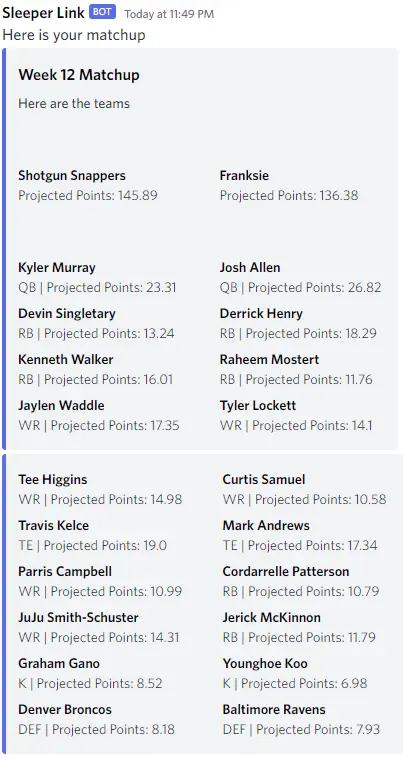 Sleeper Link BOT Today at 11:49 PM
Here is your matchup
Week 12 Matchup
Here are the teams
Shotgun Snappers Franksie
Projected Points: 145.89 Projected Points: 136.38
Kyler Murray Josh Allen
QB | Projected Points: 23.31 QB | Projected Points: 26.82
Devin Singletary Derrick Henry
RB | Projected Points: 13.24 RB | Projected Points: 18.29
Kenneth Walker Raheem Mostert
RB | Projected Points: 16.01 RB | Projected Points: 11.76
Jaylen Waddle Tyler Lockett
WR | Projected Points: 17.35 WR | Projected Points: 14.1
Tee Higgins Curtis Samuel
WR | Projected Points: 14.98 WR | Projected Points: 10.58
Travis Kelce Mark Andrews
TE | Projected Points: 19.0 TE | Projected Points: 17.34
Parris Campbell Cordarrelle Patterson
WR | Projected Points: 10.99 RB | Projected Points: 10.79
JuJu Smith-Schuster Jerick McKinnon
WR | Projected Points: 14.31 RB | Projected Points: 11.79
Graham Gano Younghoe Koo
K | Projected Points: 8.52 K | Projected Points: 6.98
Denver Broncos Baltimore Ravens
DEF | Projected Points: 8.18 DEF | Projected Points: 7.93